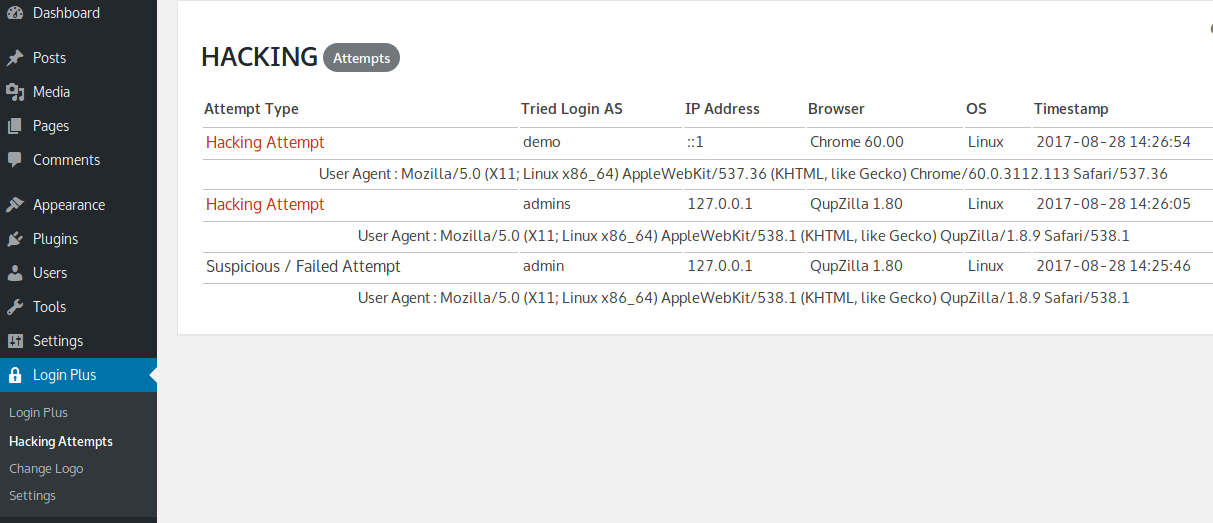 Dashboard
Posts
Media
Pages
Comments
Appearance
Plugins
Users
Tools
Settings
Login Plus
Login Plus
Hacking Attempts
Change Logo
Settings
HACKING Attempts
Attempt Type Tried Login AS IP Address Browser OS Timestamp
Hacking Attempt demo ::1 Chrome 60.00 Linux 2017-08-28 14:26:54
User Agent : Mozilla/5.0 (X11; Linux x86_64) AppleWebKit/537.36 (KHTML, like Gecko) Chrome/60.0.3112.113 Safari/537.36
Hacking Attempt admins 127.0.0.1 QupZilla 1.80 Linux 2017-08-28 14:26:05
User Agent : Mozilla/5.0 (X11; Linux x86_64) AppleWebKit/538.1 (KHTML, like Gecko) QupZilla/1.8.9 Safari/538.1
Suspicious / Failed Attempt admin 127.0.0.1 QupZilla 1.80 Linux 2017-08-28 14:25:46
User Agent : Mozilla/5.0 (X11; Linux x86_64) AppleWebKit/538.1 (KHTML, like Gecko) QupZilla/1.8.9 Safari/538.1